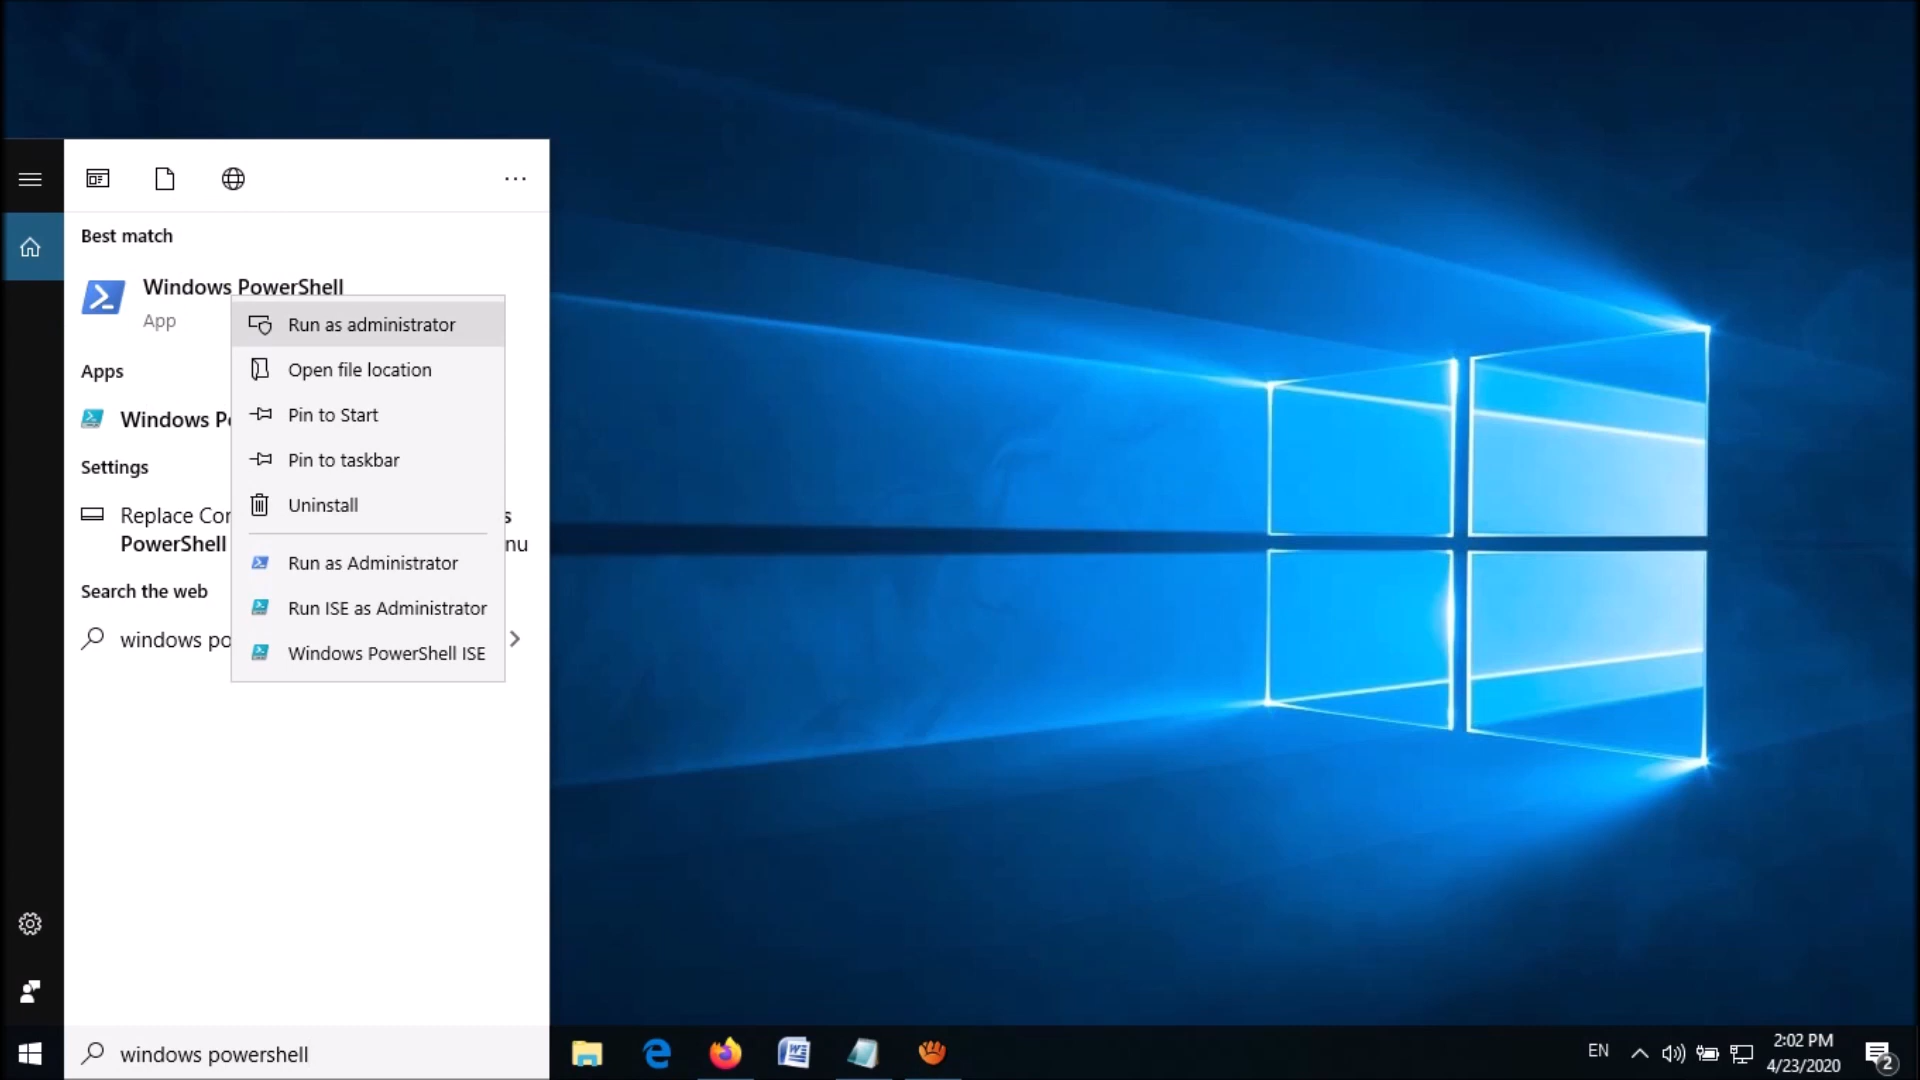 Best match
Windows PowerShell
App
Run as administrator
Apps
Open file location
Windows P
Pin to Start
Settings
Pin to taskbar
Uninstall
Replace Cor
s
PowerShell
nu
Run as Administrator
Search the web
Run ISE as Administrator
windows po
Windows PowerShell ISE
windows powershell
EN
2:02 PM
4/23/2020
2